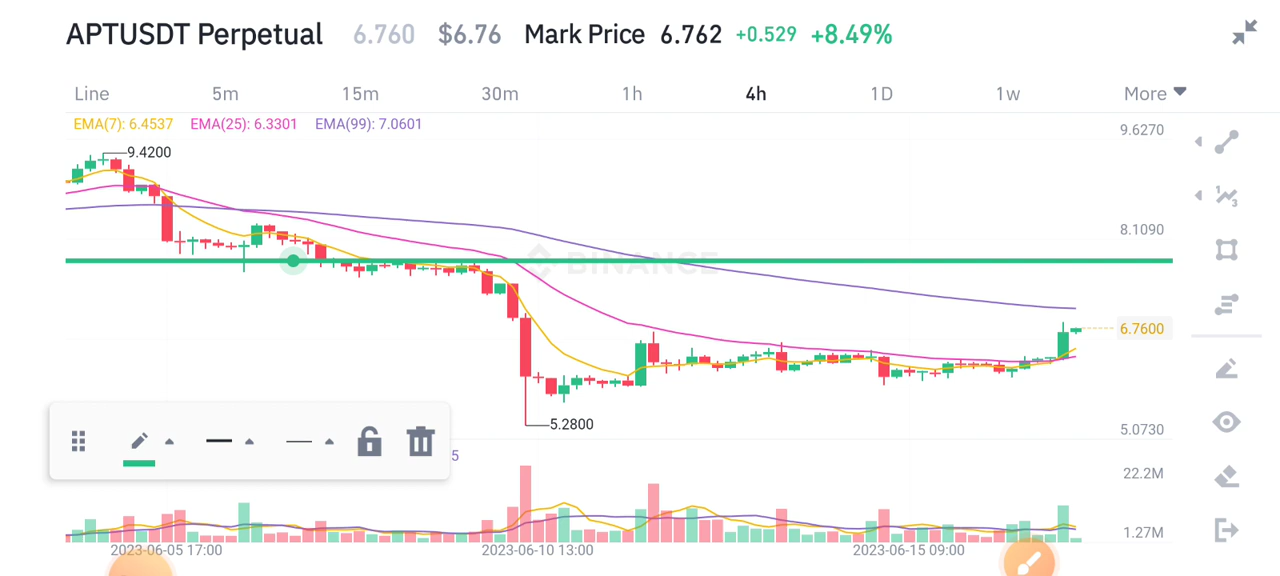 APTUSDT Perpetual 6.760 $6.76 Mark Price 6.762 +0.529 +8.49%
Line 5m 15m 30m 1h 4h 1D 1w More
EMA(7): 6.4537 EMA(25): 6.3301 EMA(99): 7.0601
9.6270
9.4200
8.1090
BINANCE
6.7600
5.2800
5.0730
5
22.2M
1.27M
2023-06-05 17:00 2023-06-10 13:00 2023-06-15 09:00